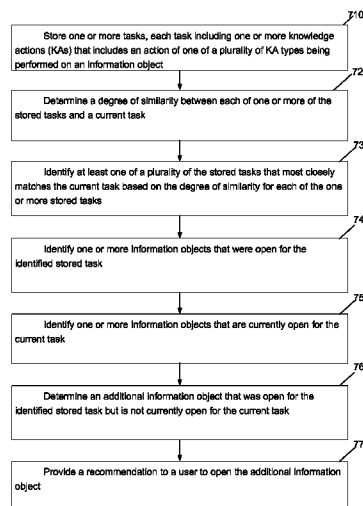 710
Store one or more tasks, each task including one or more knowledge
actions (KAs) that includes an action of one of a plurality of KA types being
performed on an information object
72
Determine a degree of similarity between each of one or more of the
stored tasks and a current task
73
Identify at least one of a plurality of the stored tasks that most closely
matches the current task based on the degree of similarity for each of the one
or more stored tasks
74
Identify one or more information objects that were open for the
identified stored task
75
Identify one or more information objects that are currently open for the
current task
76
Determine an additional information object that was open for the
identified stored task but is not currently open for the current task
77
Provide a recommendation to a user to open the additional information
object